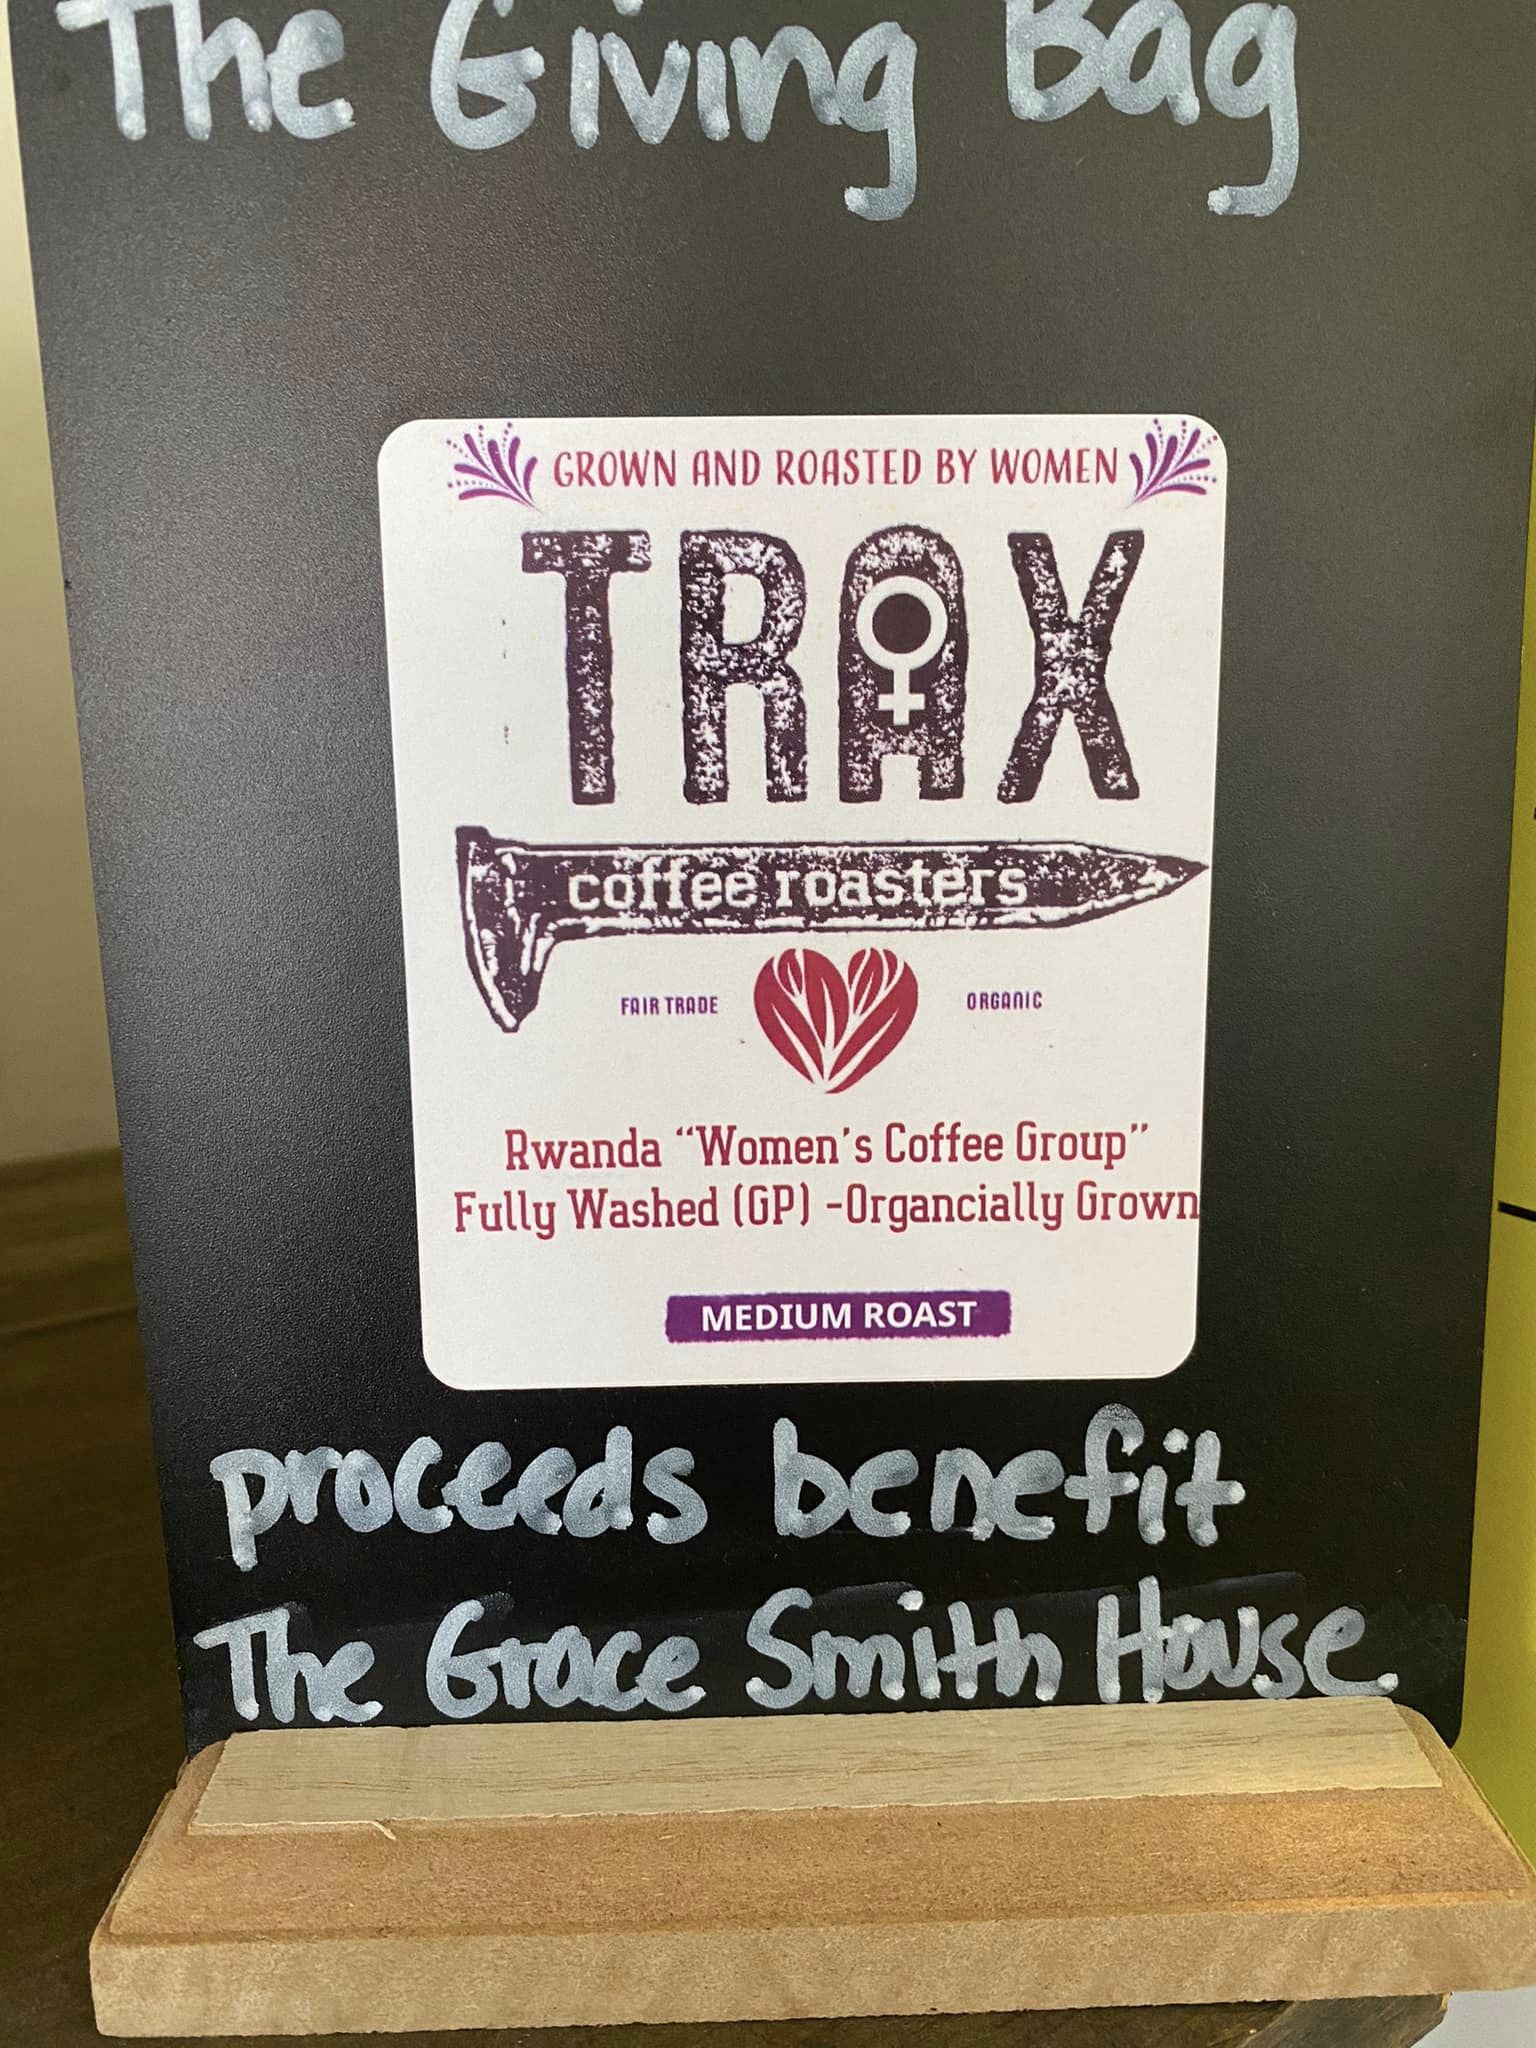 The Giving Bag
GROWN AND ROASTED BY WOMEN
TRAX
coffee roasters
FAIR TRADE
ORGANIC
Rwanda “Women’s Coffee Group”
Fully Washed (GP) -Organcially Grown
MEDIUM ROAST
proceeds benefit
The Grace Smith House.